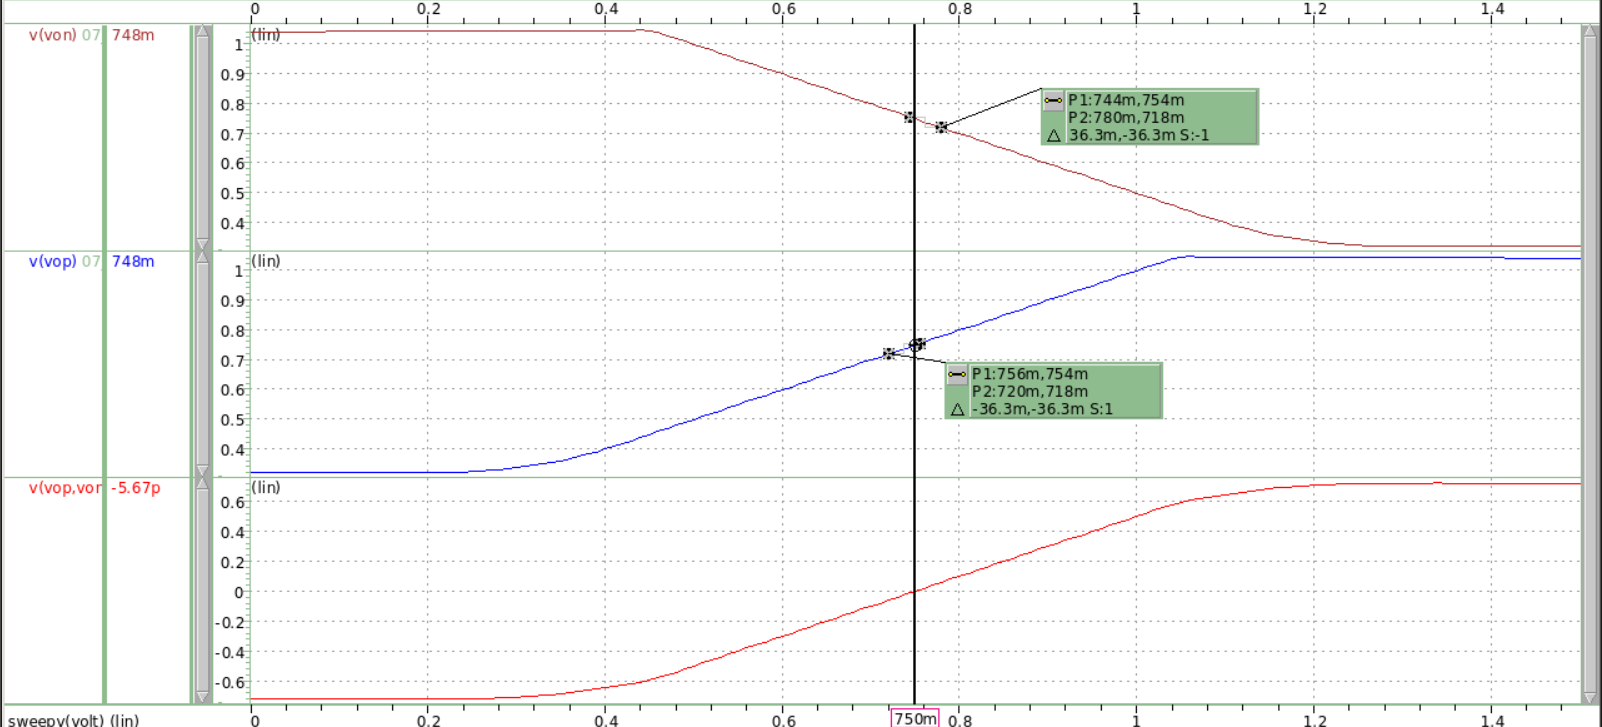 0 0.2 0.4 0.6 0.8 1 1.2 1.4
v(von) 07 748m
(lin)
1
0.9
0.8
0.7
0.6
0.5
0.4
P1:744m,754m
P2:780m,718m
△ 36.3m,-36.3m S:-1
v(vop) 07 748m
(lin)
1
0.9
0.8
0.7
0.6
0.5
0.4
P1:756m,754m
P2:720m,718m
△ -36.3m,-36.3m S:1
v(vop,von -5.67p
(lin)
0.6
0.4
0.2
0
-0.2
-0.4
-0.6
sweepv(volt) (lin) 0 0.2 0.4 0.6 750m 0.8 1 1.2 1.4